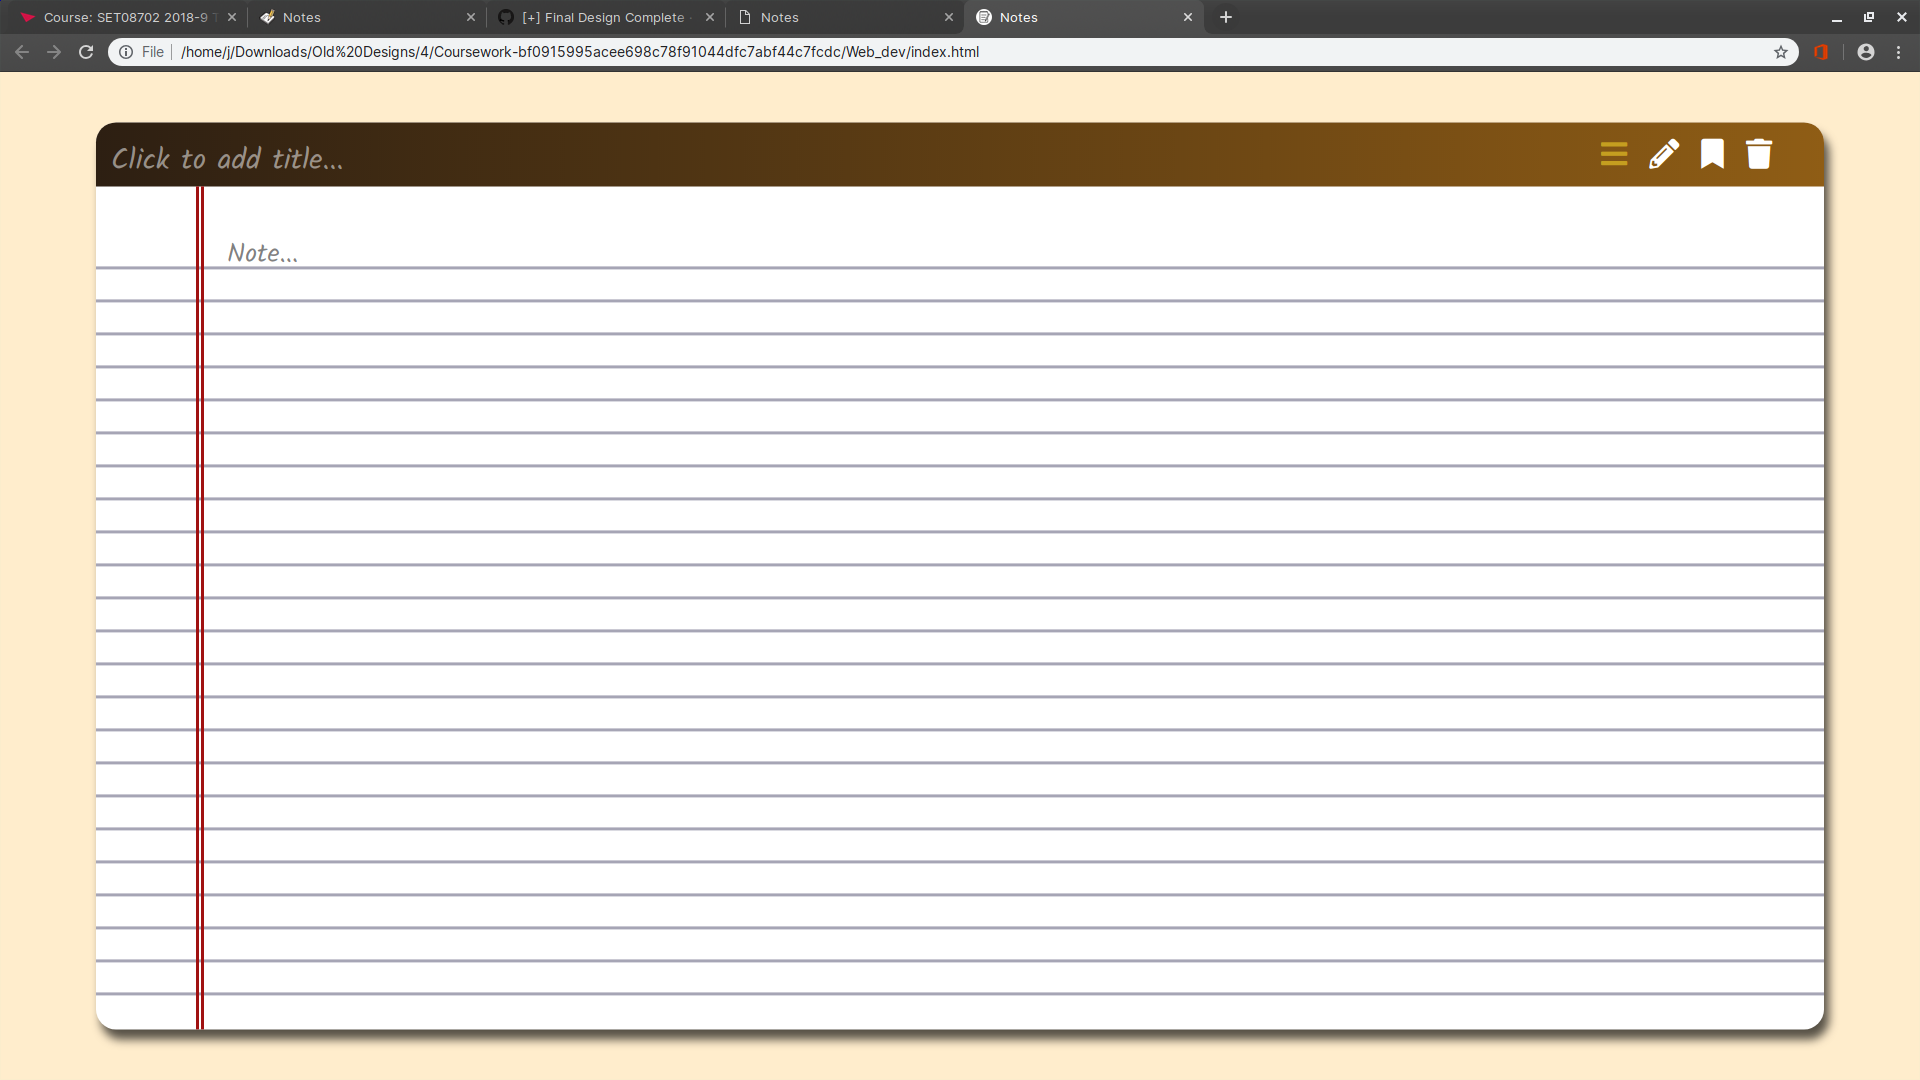 Course: SET08702 2018-9 T
Notes
[+] Final Design Complete ·
Notes
Notes
File
/home/j/Downloads/Old%20Designs/4/Coursework-bf0915995acee698c78f91044dfc7abf44c7fcdc/Web_dev/index.html
Click to add title...
Note...